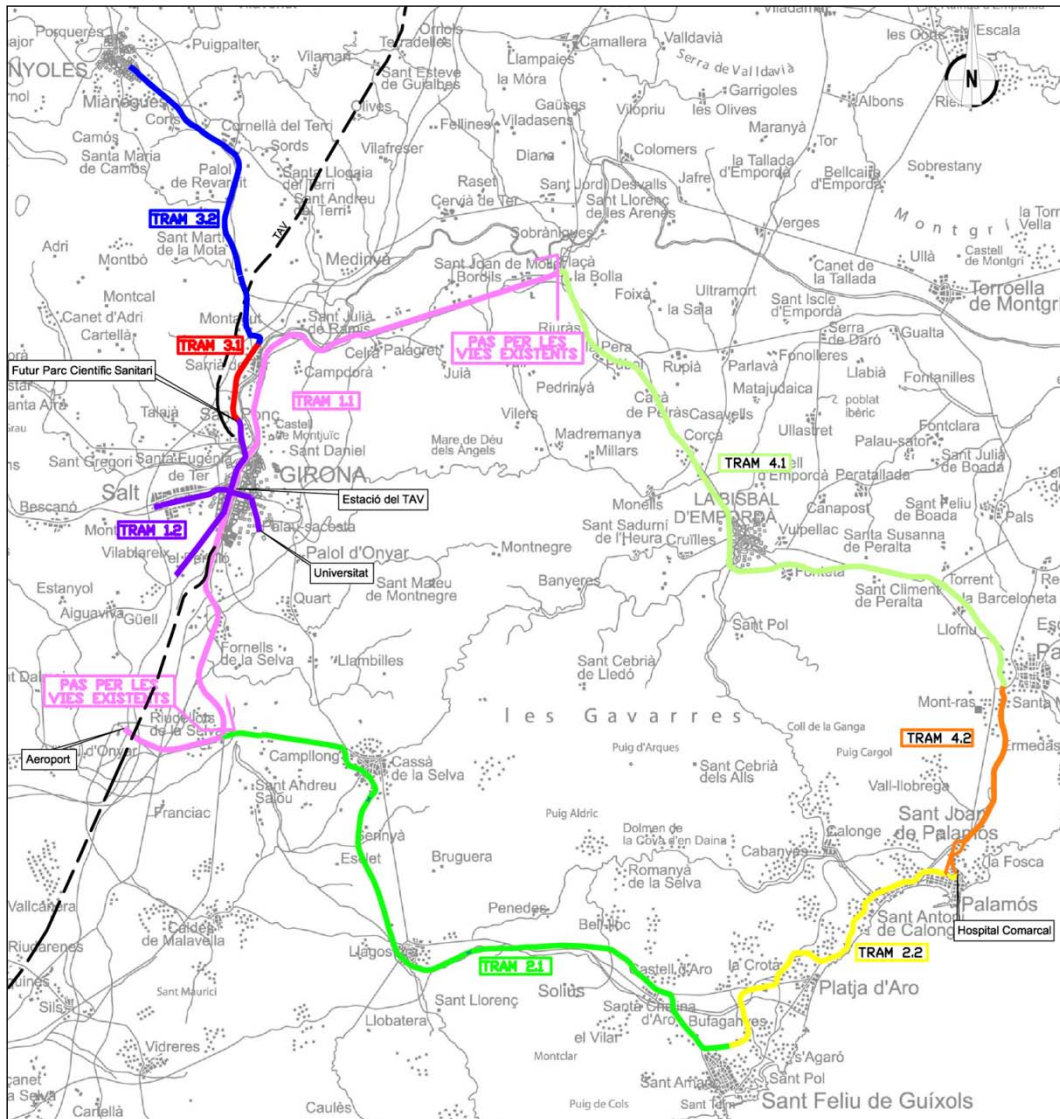 Porqueres
Puigpalter
Orriols
Terradelles
Camallera
Valldavià
Viladamat
les Corts
Escala
Vilamarí
Llampaies
la Móra
Serra de Valldavià
NYOLES
Sant Esteve
de Guialbes
Garrigoles
les Olives
Albons
N
Miànegues
Olives
Gaüses
Viladasens
Vilopriu
Corts
Camós
Cornellà del Terri
Fellines
Maranyà
Santa Maria
de Camós
Sords
Vilafreser
Diana
Colomers
Tor
Palol
de Revardit
Santa Llogaia
del Terri
Raset
Sant Jordi Desvalls
Jafre
la Tallada
d'Empordà
Bellcaire
d'Empordà
Sobrestany
Sant Andreu
del Terri
Cervià de Ter
Sant Llorenç
de les Arenes
TRAM 3.2
TAV
Verges
Montgrí
la Torre
Vella
Adri
Sant Martí
de la Mota
Sobrànigues
Montbò
Medinyà
Sant Joan de Mollet
Bordils
Flaçà
la Bolla
Canet de
la Tallada
Ullà
Castell
de Montgrí
Foixà
Ultramort
Torroella
de Montgrí
Montcal
Canet d'Adri
Cartellà
Montagut
Sant Julià
de Ramis
la Sala
Sant Iscle
d'Empordà
TRAM 3.1
Celrà
Palagret
Riuràs
PAS PER LES
VIES EXISTENTS
Serra
de Daró
Gualta
Fonolleres
Futur Parc Científic Sanitari
Campdorà
Juià
Púbol
Rupià
Parlavà
Llabià
Fontanilles
TRAM 1.1
Pedrinyà
Matajudaica
Talaià
Castell
de Montjuïc
Vilers
Caçà
de Pelràs
Casavells
poblat
ibèric
Sant Daniel
Mare de Déu
dels Àngels
Madremanya
Millars
Corçà
Ullastret
Fontclara
Palau-sator
Sant Gregori
Santa Eugènia
de Ter
GIRONA
TRAM 4.1
Sant Julià
de Boada
Salt
Estació del TAV
Monells
LA BISBAL
D'EMPORDÀ
Peratallada
Bescanó
Canapost
Sant Feliu
de Boada
Pals
TRAM 1.2
Palau-sacosta
Sant Sadurní
de l'Heura
Cruïlles
Vulpellac
Santa Susanna
de Peralta
Vilablareix
Palol d'Onyar
Montnegre
Universitat
Estanyol
Sant Mateu
de Montnegre
Banyeres
Fonteta
Torrent
Aiguaviva
Güell
Quart
Sant Climent
de Peralta
la Barceloneta
Sant Pol
Llofriu
Fornells
de la Selva
Llambilles
Sant Cebrià
de Lledó
PAS PER LES
VIES EXISTENTS
Mont-ras
Riudellots
de la Selva
les Gavarres
Coll de la Ganga
Aeroport
Puig d'Arques
Puig Cargol
TRAM 4.2
Ermedàs
Campllong
Cassà
de la Selva
Sant Cebrià
dels Alls
Vall-llobrega
Sant Andreu
Salou
Franciac
Puig Aldric
Sant Joan
de Palamós
Serinyà
Dolmen de
la Cova d'en Daina
Calonge
Esclet
Bruguera
Cabanyes
la Fosca
Romanyà
de la Selva
Vallcanera
Penedes
Palamós
Caldes
de Malavella
Bell-lloc
Sant Antoni
de Calonge
Hospital Comarcal
Riudarenes
Llagostera
TRAM 2.2
TRAM 2.1
Castell d'Aro
la Crota
Sant Maurici
Solius
Platja d'Aro
Sils
Sant Llorenç
Santa Cristina
d'Aro
Llobatera
Bufaganyes
el Vilar
Vidreres
Montclar
s'Agaró
Sant Amanç
Sant Pol
Caulès
Puig de Cols
Sant Feliu de Guíxols
Cartellà